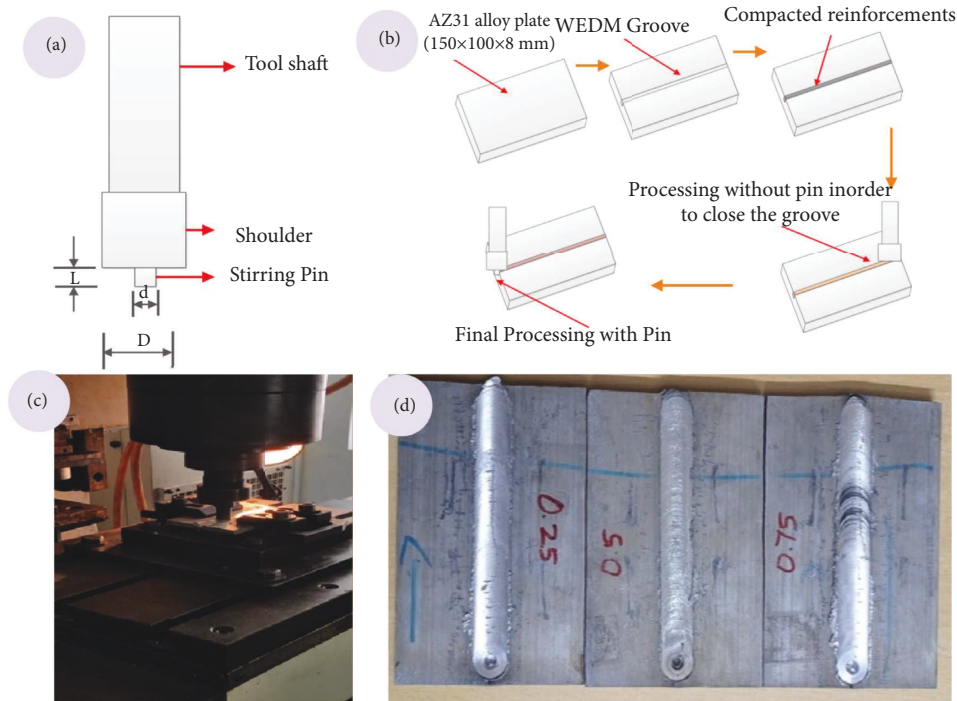 (a)
Tool shaft
Shoulder
Stirring Pin
L
d
D
(b)
AZ31 alloy plate
(150×100×8 mm)
WEDM Groove
Compacted reinforcements
Processing without pin inorder
to close the groove
Final Processing with Pin
(c)
(d)
0.25
0.5
0.75